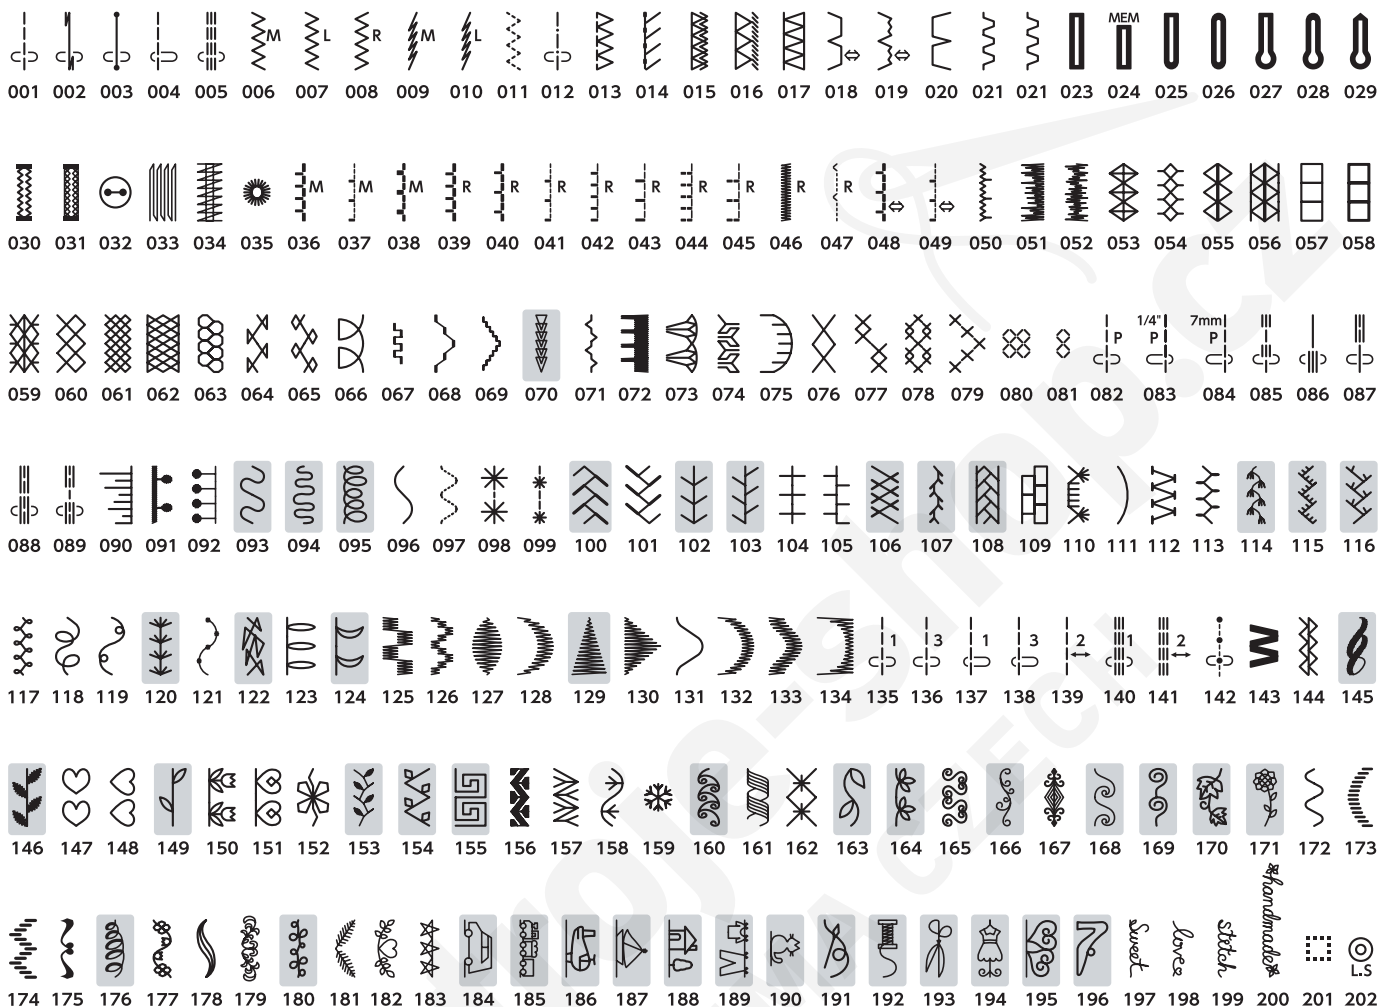 MEM
M L R M L
001 002 003 004 005 006 007 008 009 010 011 012 013 014 015 016 017 018 019 020 021 021 023 024 025 026 027 028 029
M M M R R R R R R R R R
030 031 032 033 034 035 036 037 038 039 040 041 042 043 044 045 046 047 048 049 050 051 052 053 054 055 056 057 058
1/4" 7mm
P P P
059 060 061 062 063 064 065 066 067 068 069 070 071 072 073 074 075 076 077 078 079 080 081 082 083 084 085 086 087
088 089 090 091 092 093 094 095 096 097 098 099 100 101 102 103 104 105 106 107 108 109 110 111 112 113 114 115 116
1 3 1 3 2 1 2
117 118 119 120 121 122 123 124 125 126 127 128 129 130 131 132 133 134 135 136 137 138 139 140 141 142 143 144 145
146 147 148 149 150 151 152 153 154 155 156 157 158 159 160 161 162 163 164 165 166 167 168 169 170 171 172 173
Sweet love stitch handmade
L.S
174 175 176 177 178 179 180 181 182 183 184 185 186 187 188 189 190 191 192 193 194 195 196 197 198 199 200 201 202